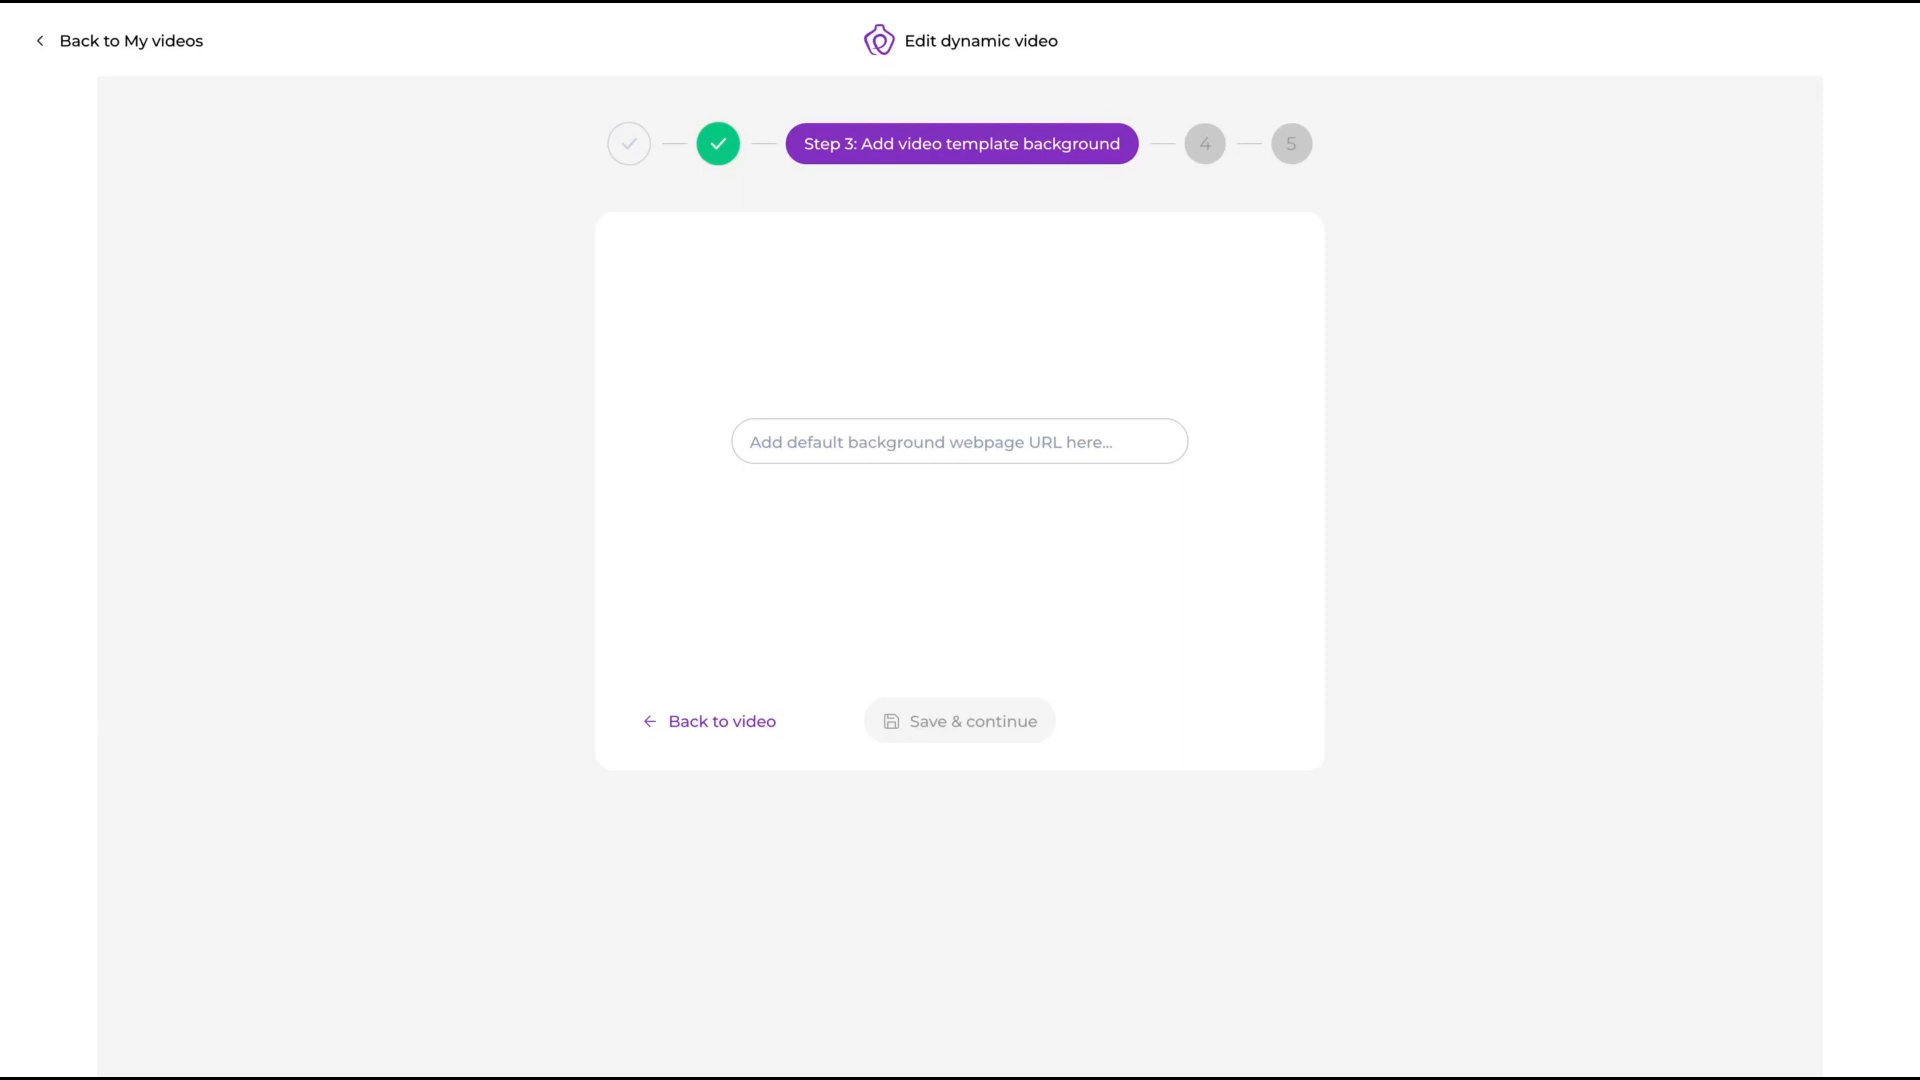 Back to My videos
Edit dynamic video
Step 3: Add video template background
4
5
Add default background webpage URL here...
Back to video
Save & continue